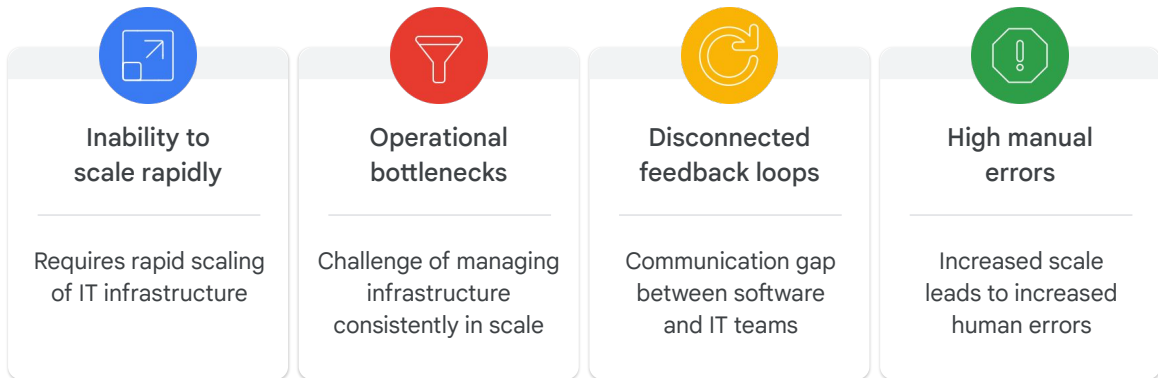 Inability to
scale rapidly
Requires rapid scaling
of IT infrastructure
Operational
bottlenecks
Challenge of managing
infrastructure
consistently in scale
Disconnected
feedback loops
Communication gap
between software
and IT teams
High manual
errors
Increased scale
leads to increased
human errors